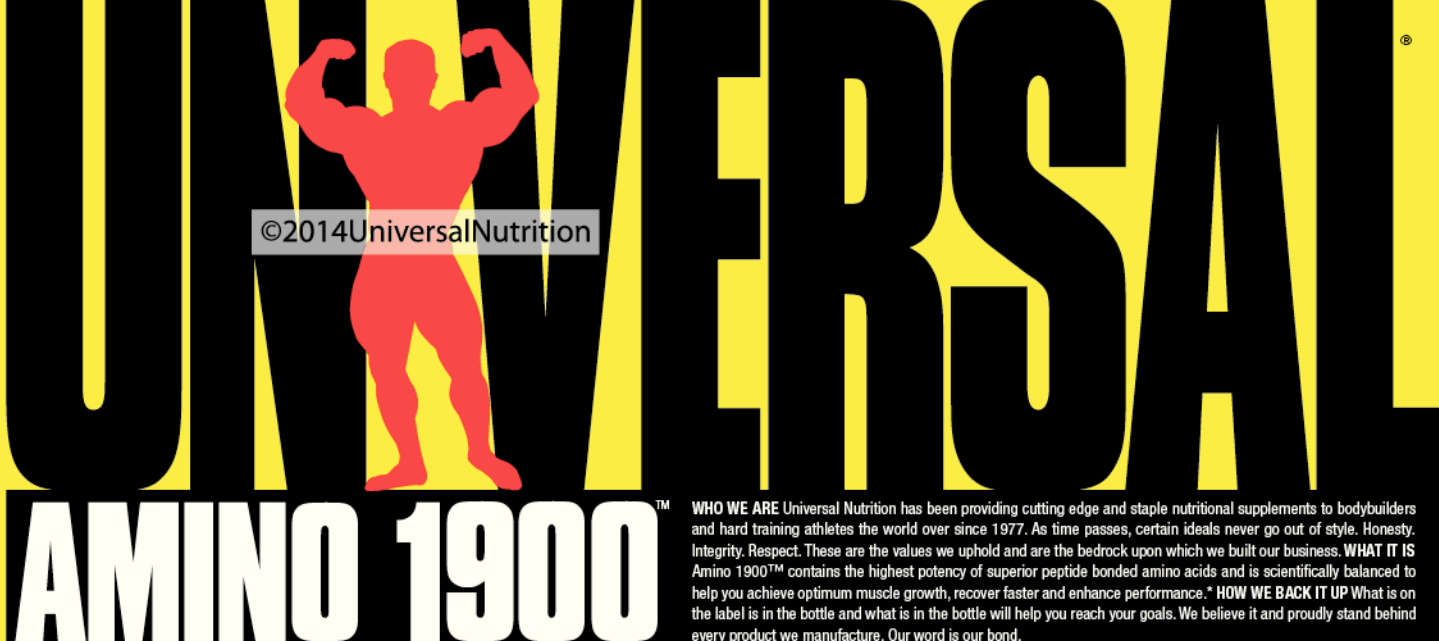 UNIVERSAL®
©2014UniversalNutrition
AMINO 1900™
WHO WE ARE Universal Nutrition has been providing cutting edge and staple nutritional supplements to bodybuilders
and hard training athletes the world over since 1977. As time passes, certain ideals never go out of style. Honesty.
Integrity. Respect. These are the values we uphold and are the bedrock upon which we built our business. WHAT IT IS
Amino 1900™ contains the highest potency of superior peptide bonded amino acids and is scientifically balanced to
help you achieve optimum muscle growth, recover faster and enhance performance.* HOW WE BACK IT UP What is on
the label is in the bottle and what is in the bottle will help you reach your goals. We believe it and proudly stand behind
every product we manufacture. Our word is our bond.